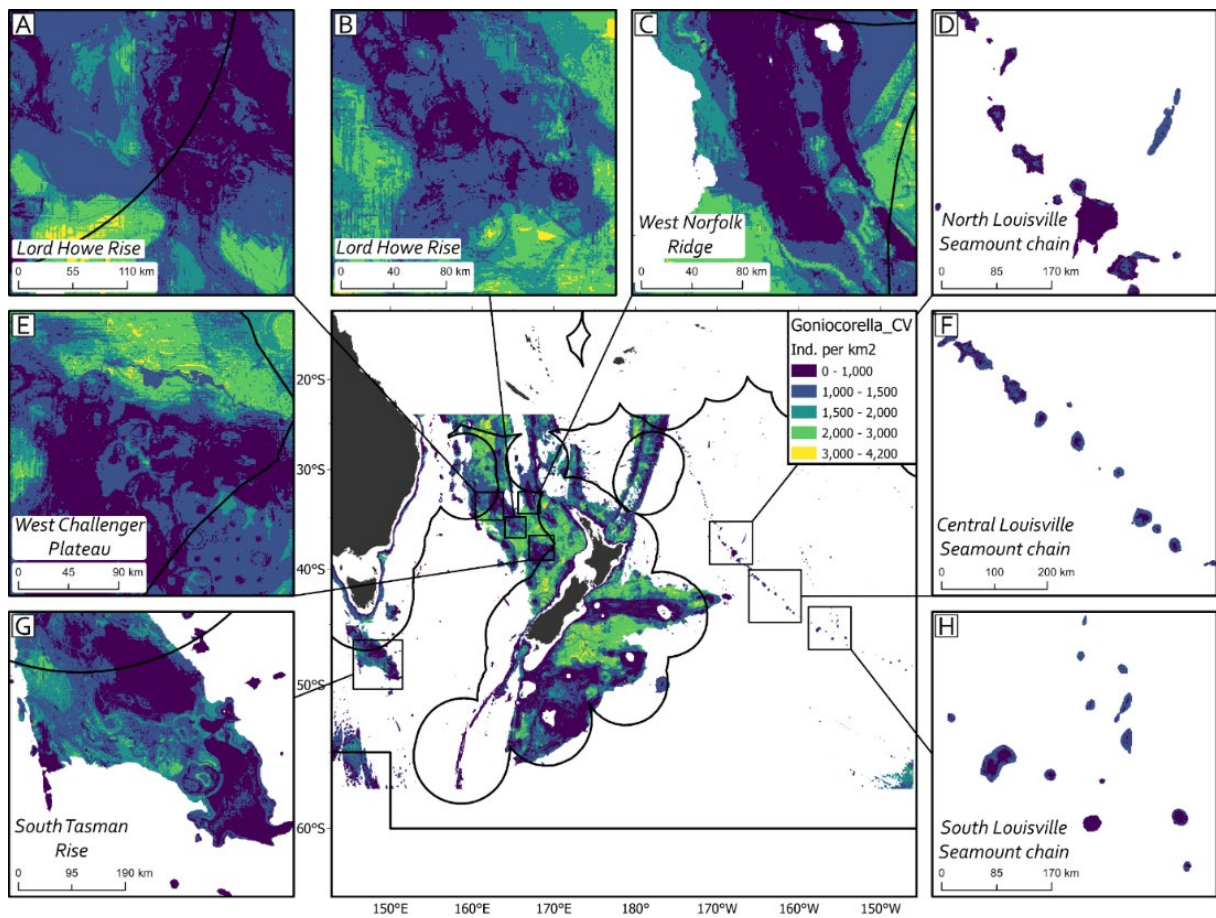 A
Lord Howe Rise
0 55 110 km
B
Lord Howe Rise
0 40 80 km
C
West Norfolk
Ridge
0 40 80 km
D
North Louisville
Seamount chain
0 85 170 km
E
West Challenger
Plateau
0 45 90 km
Goniocorella_CV
Ind. per km2
0 - 1,000
1,000 - 1,500
1,500 - 2,000
2,000 - 3,000
3,000 - 4,200
20°S
30°S
40°S
50°S
60°S
150°E 160°E 170°E 180° 170°W 160°W 150°W
F
Central Louisville
Seamount chain
0 100 200 km
G
South Tasman
Rise
0 95 190 km
H
South Louisville
Seamount chain
0 85 170 km